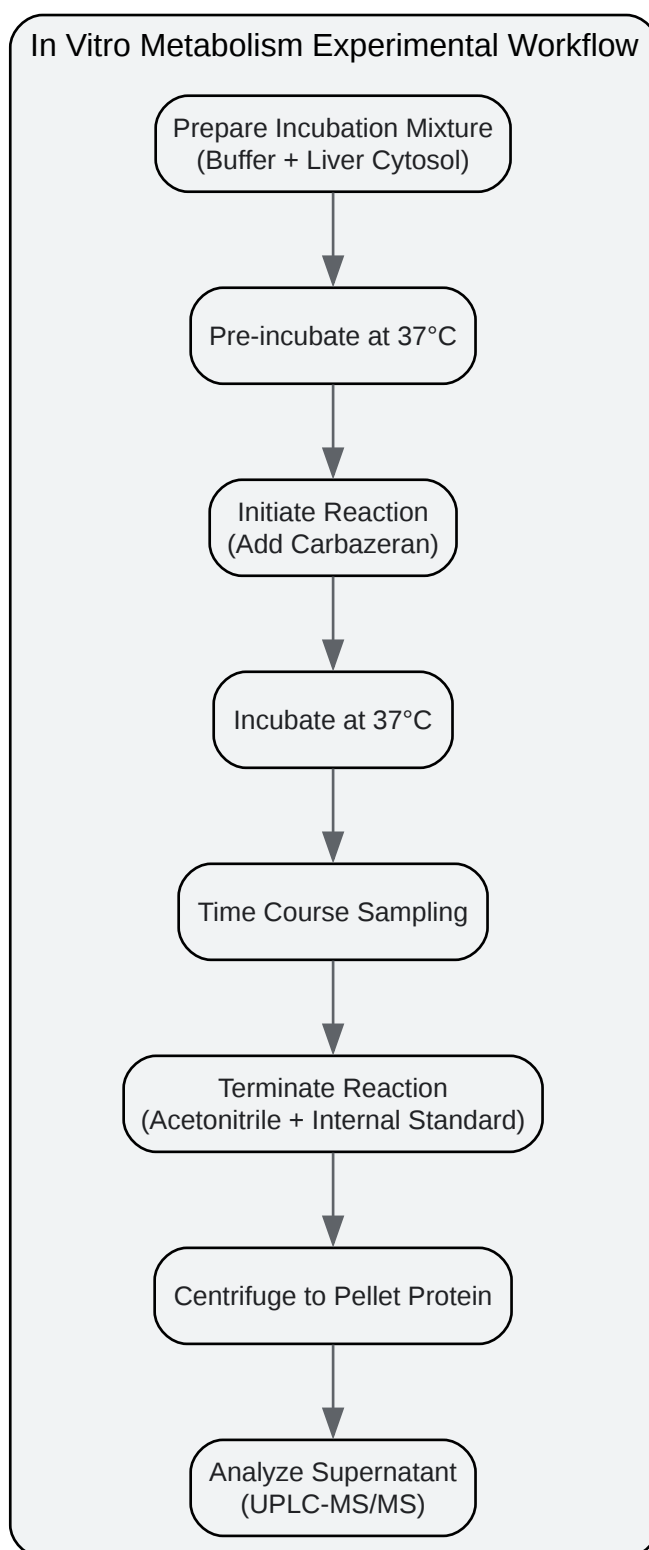 In Vitro Metabolism Experimental Workflow
Prepare Incubation Mixture
(Buffer + Liver Cytosol)
Pre-incubate at 37°C
Initiate Reaction
(Add Carbazeran)
Incubate at 37°C
Time Course Sampling
Terminate Reaction
(Acetonitrile + Internal Standard)
Centrifuge to Pellet Protein
Analyze Supernatant
(UPLC-MS/MS)